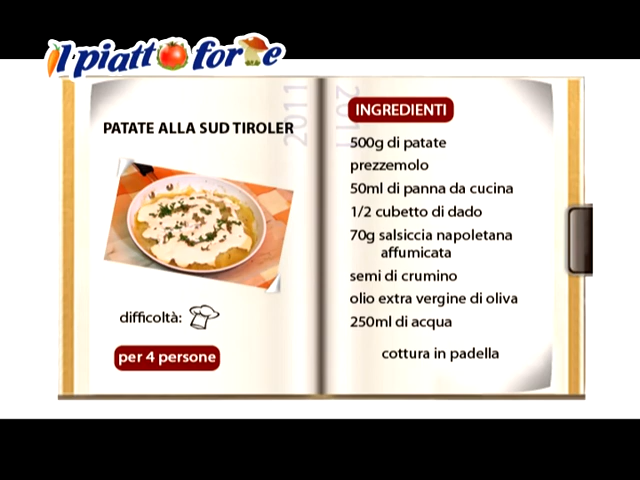 Il piatto forte
2011
2011
PATATE ALLA SUD TIROLER
difficoltà:
per 4 persone
INGREDIENTI
500g di patate
prezzemolo
50ml di panna da cucina
1/2 cubetto di dado
70g salsiccia napoletana
affumicata
semi di crumino
olio extra vergine di oliva
250ml di acqua
cottura in padella